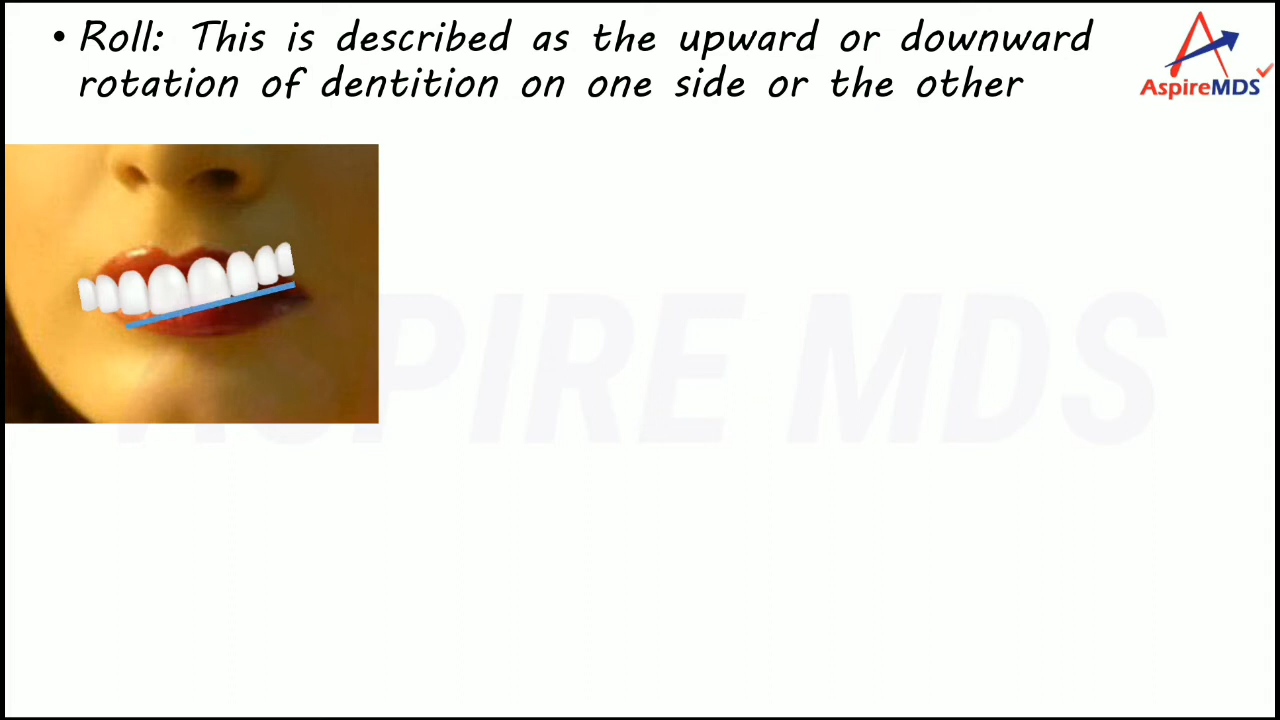 • Roll: This is described as the upward or downward
rotation of dentition on one side or the other
AspireMDS
ASPIRE MDS